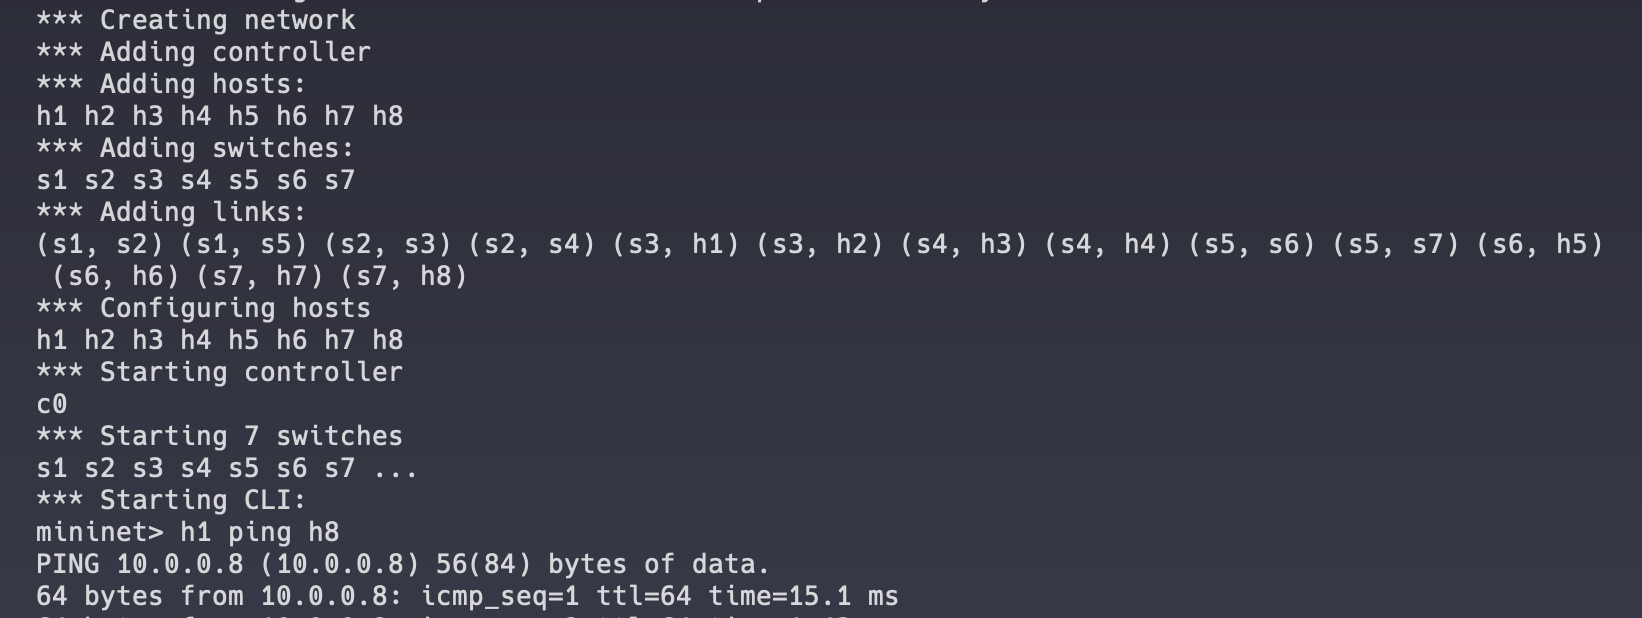 *** Creating network
*** Adding controller
*** Adding hosts:
h1 h2 h3 h4 h5 h6 h7 h8
*** Adding switches:
s1 s2 s3 s4 s5 s6 s7
*** Adding links:
(s1, s2) (s1, s5) (s2, s3) (s2, s4) (s3, h1) (s3, h2) (s4, h3) (s4, h4) (s5, s6) (s5, s7) (s6, h5)
(s6, h6) (s7, h7) (s7, h8)
*** Configuring hosts
h1 h2 h3 h4 h5 h6 h7 h8
*** Starting controller
c0
*** Starting 7 switches
s1 s2 s3 s4 s5 s6 s7 ...
*** Starting CLI:
mininet> h1 ping h8
PING 10.0.0.8 (10.0.0.8) 56(84) bytes of data.
64 bytes from 10.0.0.8: icmp_seq=1 ttl=64 time=15.1 ms